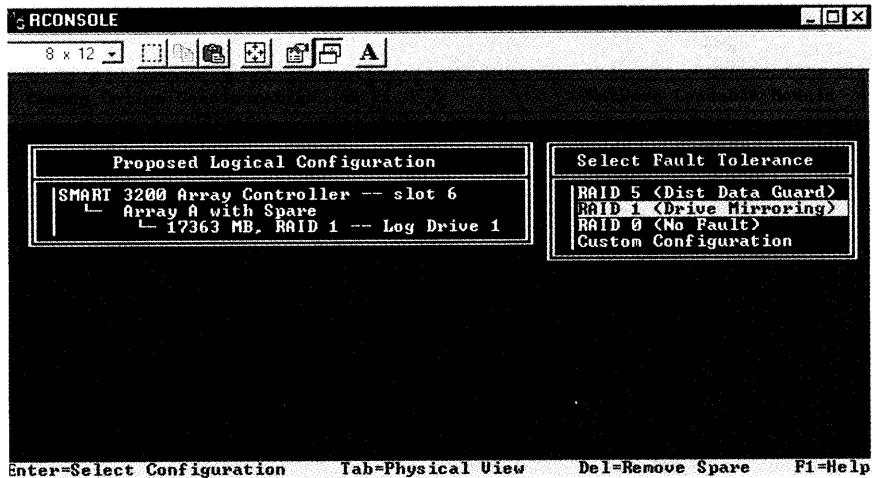 RCONSOLE
8 x 12
A
Proposed Logical Configuration
SMART 3200 Array Controller -- slot 6
Array A with Spare
17363 MB, RAID 1 -- Log Drive 1
Select Fault Tolerance
RAID 5 (Dist Data Guard)
RAID 1 (Drive Mirroring)
RAID 0 (No Fault)
Custom Configuration
Enter=Select Configuration Tab=Physical View Del=Remove Spare F1=Help